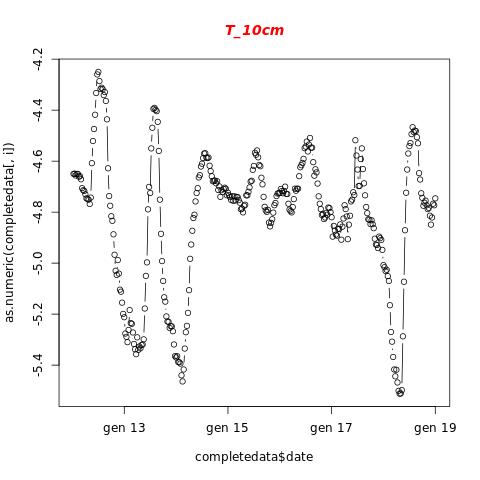 T_10cm
as.numeric(completedata[, i])
-4.2
-4.4
-4.6
-4.8
-5.0
-5.2
-5.4
gen 13
gen 15
gen 17
gen 19
completedata$date